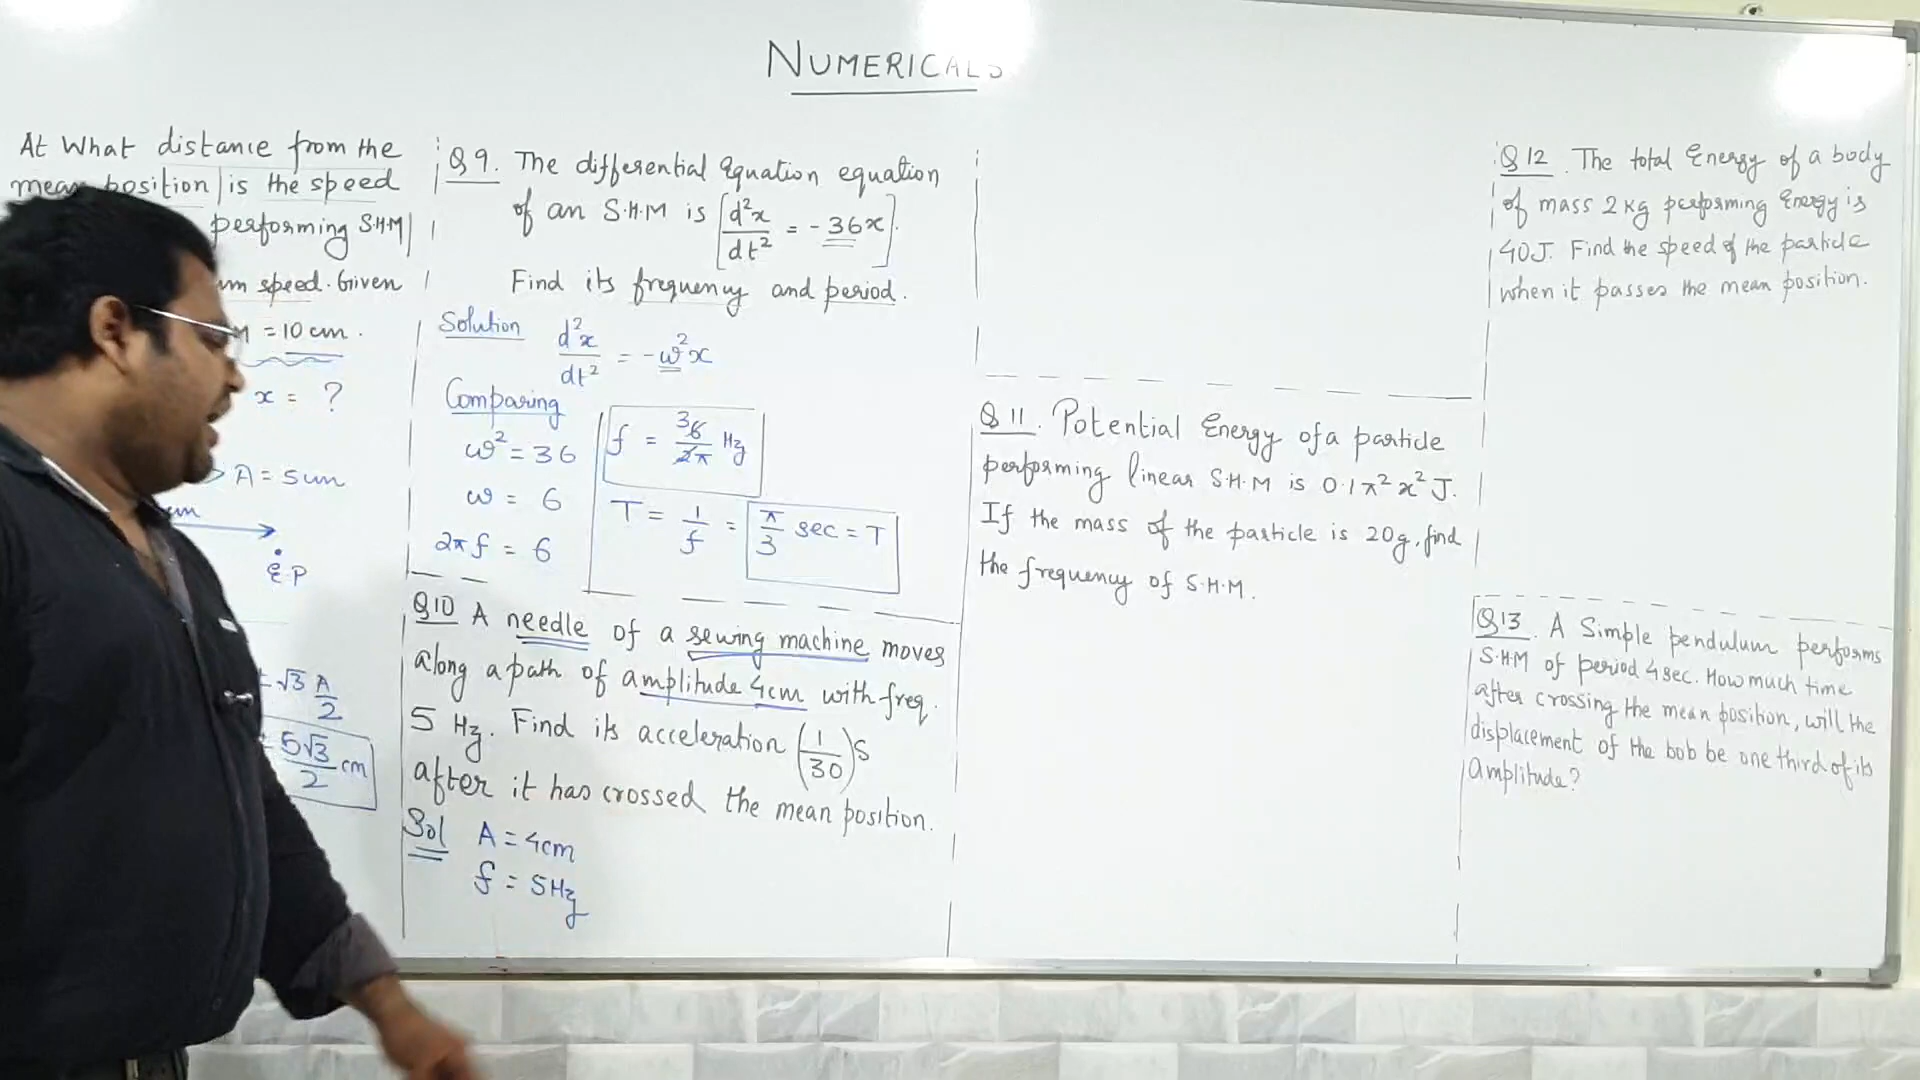 NUMERICALS
At What distance from the
mean position is the speed
performing S.H.M
um speed. Given
= 10 cm.
x = ?
A = 5 cm
cm
E.P
± √3 A/2
± 5√3/2 cm
Q9. The differential Equation equation
of an S.H.M is [d²x/dt² = -36x].
Find its frequency and period.
Solution d²x/dt² = -ω²x
Comparing
ω² = 36
ω = 6
2πf = 6
f = 3 6/2π Hz
T = 1/f = π/3 sec = T
Q10 A needle of a sewing machine moves
along a path of amplitude 4cm with freq.
5 Hz. Find its acceleration (1/30)s
after it has crossed the mean position.
Sol A = 4cm
f = 5Hz
Q11. Potential Energy of a particle
performing linear S.H.M is 0.1π²x² J.
If the mass of the particle is 20g, find
the frequency of S.H.M.
Q12. The total Energy of a body
of mass 2 kg performing Energy is
40J. Find the speed of the particle
when it passes the mean position.
Q13. A Simple pendulum performs
S.H.M of period 4 sec. How much time
after crossing the mean position, will the
displacement of the bob be one third of its
amplitude?